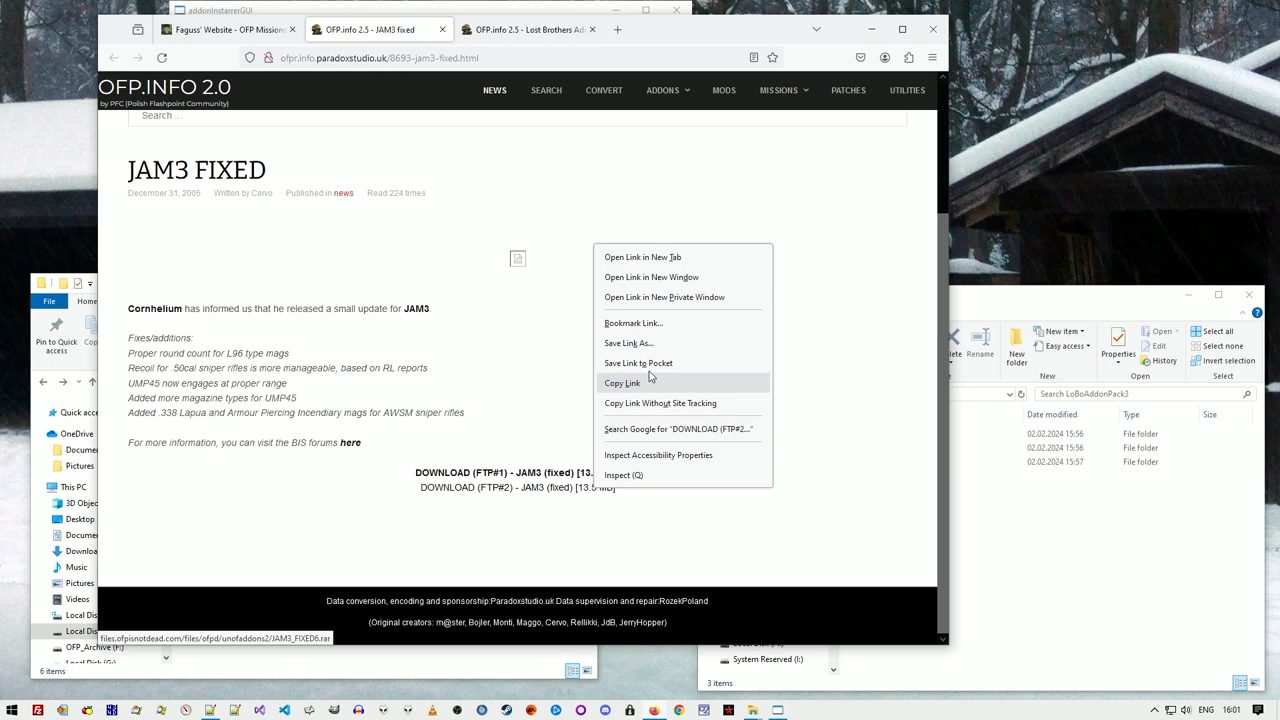 addonInstarrerGUI
Faguss' Website - OFP Missions
OFP.info 2.5 - JAM3 fixed
OFP.info 2.5 - Lost Brothers Ad
ofpr.info.paradoxstudio.uk/8693-jam3-fixed.html
OFP.INFO 2.0
by PFC (Polish Flashpoint Community)
NEWS
SEARCH
CONVERT
ADDONS
MODS
MISSIONS
PATCHES
UTILITIES
Search ...
JAM3 FIXED
December 31, 2005 Written by Cervo Published in news Read 224 times
Cornhelium has informed us that he released a small update for JAM3.
Fixes/additions:
Proper round count for L96 type mags
Recoil for .50cal sniper rifles is more manageable, based on RL reports
UMP45 now engages at proper range
Added more magazine types for UMP45
Added .338 Lapua and Armour Piercing Incendiary mags for AWSM sniper rifles
For more information, you can visit the BIS forums here
DOWNLOAD (FTP#1) - JAM3 (fixed) [13.
DOWNLOAD (FTP#2) - JAM3 (fixed) [13.5 MB]
Open Link in New Tab
Open Link in New Window
Open Link in New Private Window
Bookmark Link...
Save Link As...
Save Link to Pocket
Copy Link
Copy Link Without Site Tracking
Search Google for "DOWNLOAD (FTP#2..."
Inspect Accessibility Properties
Inspect (Q)
Data conversion, encoding and sponsorship:Paradoxstudio.uk Data supervision and repair:RozekPoland
(Original creators: m@ster, Bojler, Monti, Maggo, Cervo, Rellikki, JdB, JerryHopper)
files.ofpisnotdead.com/files/ofpd/unofaddons2/JAM3_FIXED6.rar
File
Home
Pin to Quick
access
Cop
Quick acce
OneDrive
Documen
Pictures
This PC
3D Objec
Desktop
Docume
Downloa
Music
Pictures
Videos
Local Dis
Local Dis
OFP_Archive (F:)
Local Disk (G:)
6 items
New
folder
New item
Easy access
New
Properties
Open
Edit
History
Open
Select all
Select none
Invert selection
Select
Search LoBoAddonPack3
Date modified
Type
Size
02.02.2024 15:56
File folder
02.02.2024 15:56
File folder
02.02.2024 15:57
File folder
System Reserved (I:)
3 items
ENG
16:01